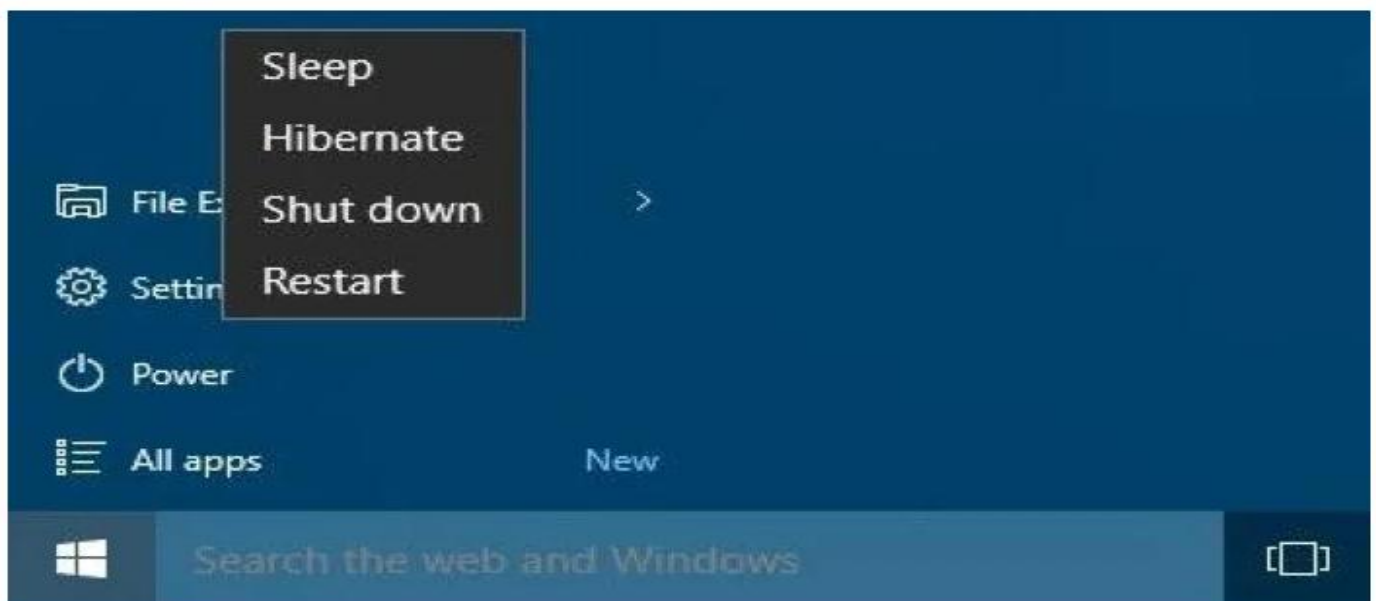 Sleep
Hibernate
Shut down
Restart
File E
>
Settin
Power
All apps
New
Search the web and Windows